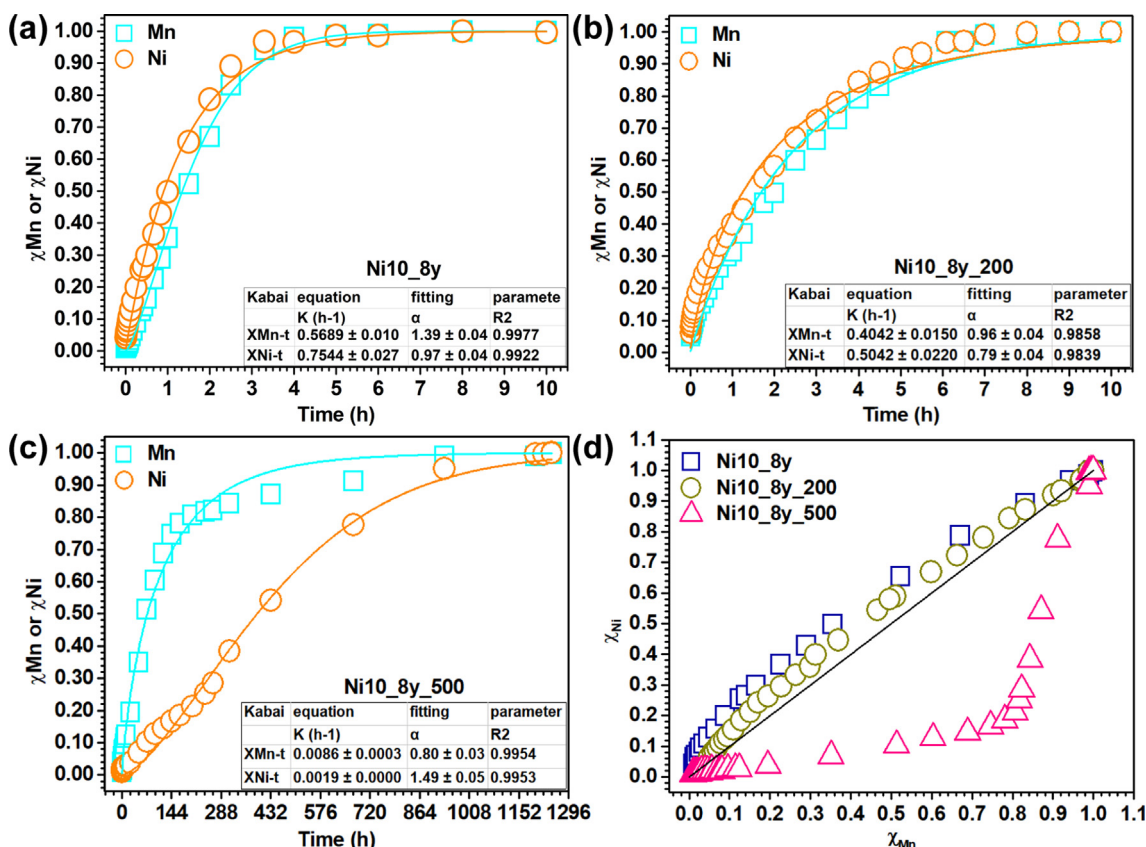 (a)
1.00
0.90
0.80
0.70
0.60
0.50
0.40
0.30
0.20
0.10
0.00
χMn or χNi
Mn
Ni
Ni10_8y
Kabai equation fitting paramete
K (h-1) α R2
XMn-t 0.5689 ± 0.010 1.39 ± 0.04 0.9977
XNi-t 0.7544 ± 0.027 0.97 ± 0.04 0.9922
0 1 2 3 4 5 6 7 8 9 10
Time (h)
(b)
1.00
0.90
0.80
0.70
0.60
0.50
0.40
0.30
0.20
0.10
0.00
χMn or χNi
Mn
Ni
Ni10_8y_200
Kabai equation fitting parameter
K (h-1) α R2
XMn-t 0.4042 ± 0.0150 0.96 ± 0.04 0.9858
XNi-t 0.5042 ± 0.0220 0.79 ± 0.04 0.9839
0 1 2 3 4 5 6 7 8 9 10
Time (h)
(c)
1.00
0.90
0.80
0.70
0.60
0.50
0.40
0.30
0.20
0.10
0.00
χMn or χNi
Mn
Ni
Ni10_8y_500
Kabai equation fitting parameter
K (h-1) α R2
XMn-t 0.0086 ± 0.0003 0.80 ± 0.03 0.9954
XNi-t 0.0019 ± 0.0000 1.49 ± 0.05 0.9953
0 144 288 432 576 720 864 1008 1152 1296
Time (h)
(d)
1.1
1.0
0.9
0.8
0.7
0.6
0.5
0.4
0.3
0.2
0.1
0.0
χNi
Ni10_8y
Ni10_8y_200
Ni10_8y_500
0.0 0.1 0.2 0.3 0.4 0.5 0.6 0.7 0.8 0.9 1.0 1.1
χMn